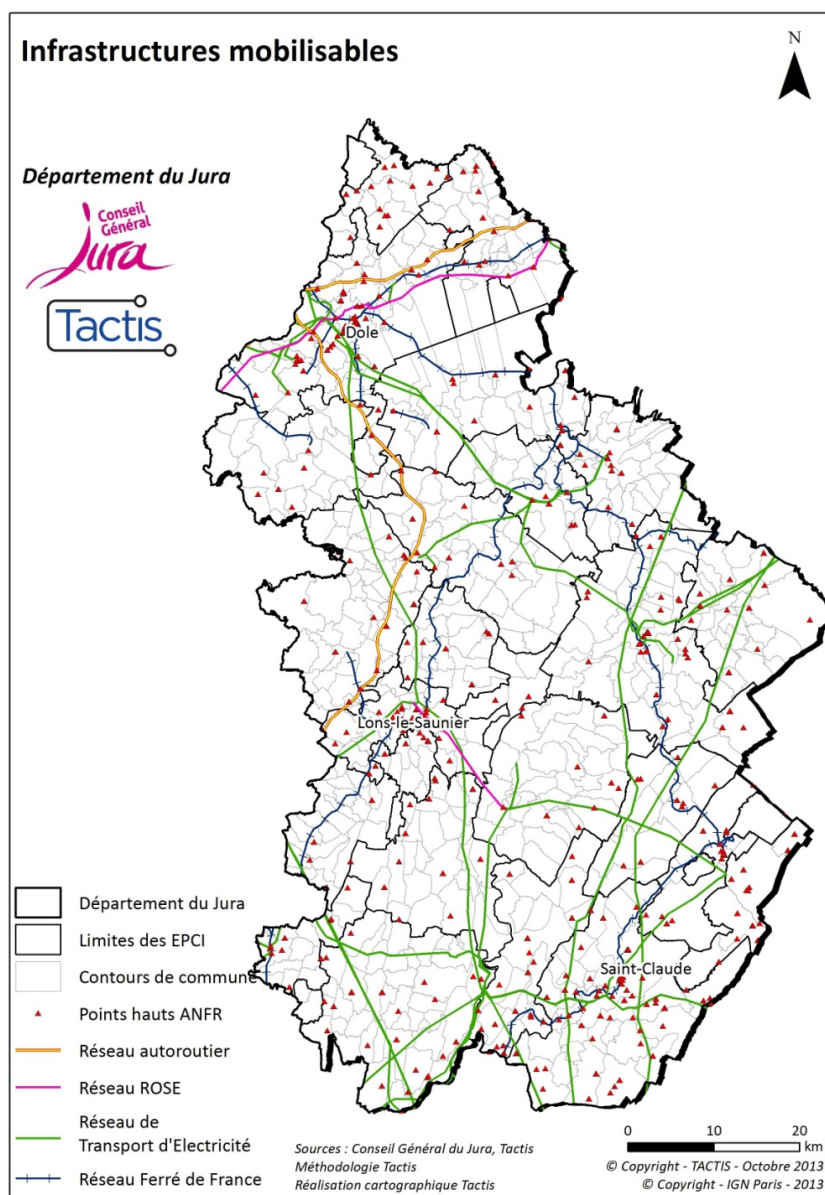 Infrastructures mobilisables
N
Département du Jura
Conseil
Général
Jura
Tactis
Dole
Lons-le-Saunier
Saint-Claude
Département du Jura
Limites des EPCI
Contours de commune
Points hauts ANFR
Réseau autoroutier
Réseau ROSE
Réseau de
Transport d'Electricité
Réseau Ferré de France
Sources : Conseil Général du Jura, Tactis
Méthodologie Tactis
Réalisation cartographique Tactis
0 10 20
km
© Copyright - TACTIS - Octobre 2013
© Copyright - IGN Paris - 2013